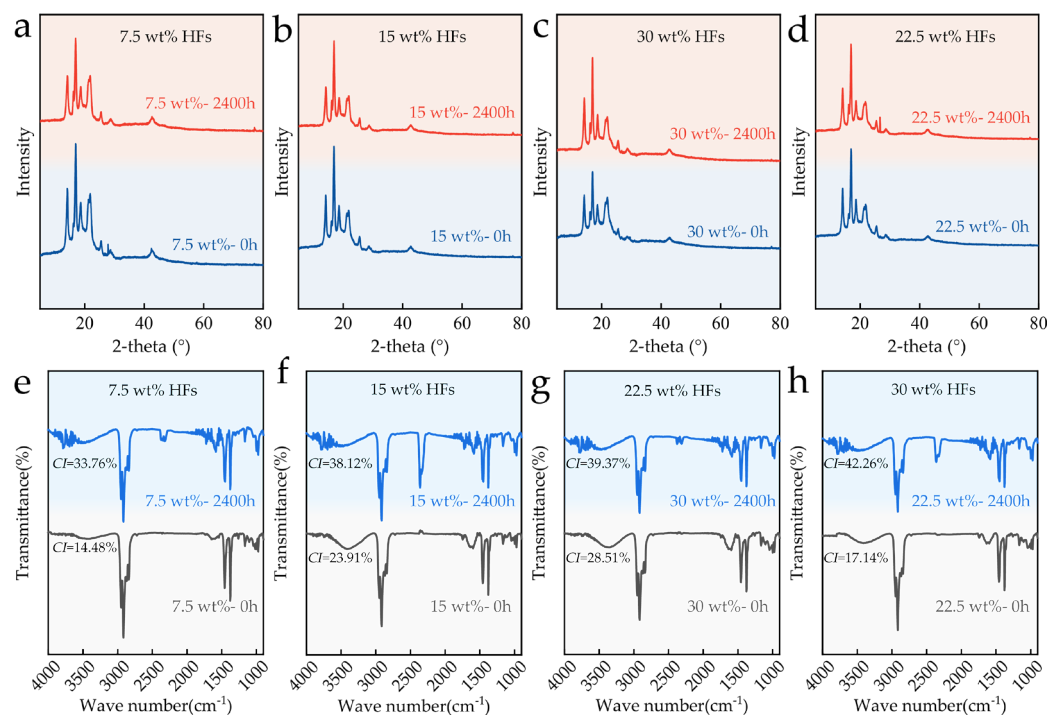 a
7.5 wt% HFs
7.5 wt%- 2400h
7.5 wt%- 0h
Intensity
20 40 60 80
2-theta (°)
b
15 wt% HFs
15 wt%- 2400h
15 wt%- 0h
Intensity
20 40 60 80
2-theta (°)
c
30 wt% HFs
30 wt%- 2400h
30 wt%- 0h
Intensity
20 40 60 80
2-theta (°)
d
22.5 wt% HFs
22.5 wt%- 2400h
22.5 wt%- 0h
Intensity
20 40 60 80
2-theta (°)
e
7.5 wt% HFs
CI=33.76%
7.5 wt%- 2400h
CI=14.48%
7.5 wt%- 0h
Transmittance(%)
4000 3500 3000 2500 2000 1500 1000
Wave number(cm⁻¹)
f
15 wt% HFs
CI=38.12%
15 wt%- 2400h
CI=23.91%
15 wt%- 0h
Transmittance(%)
4000 3500 3000 2500 2000 1500 1000
Wave number(cm⁻¹)
g
22.5 wt% HFs
CI=39.37%
30 wt%- 2400h
CI=28.51%
30 wt%- 0h
Transmittance(%)
4000 3500 3000 2500 2000 1500 1000
Wave number(cm⁻¹)
h
30 wt% HFs
CI=42.26%
22.5 wt%- 2400h
CI=17.14%
22.5 wt%- 0h
Transmittance(%)
4000 3500 3000 2500 2000 1500 1000
Wave number(cm⁻¹)